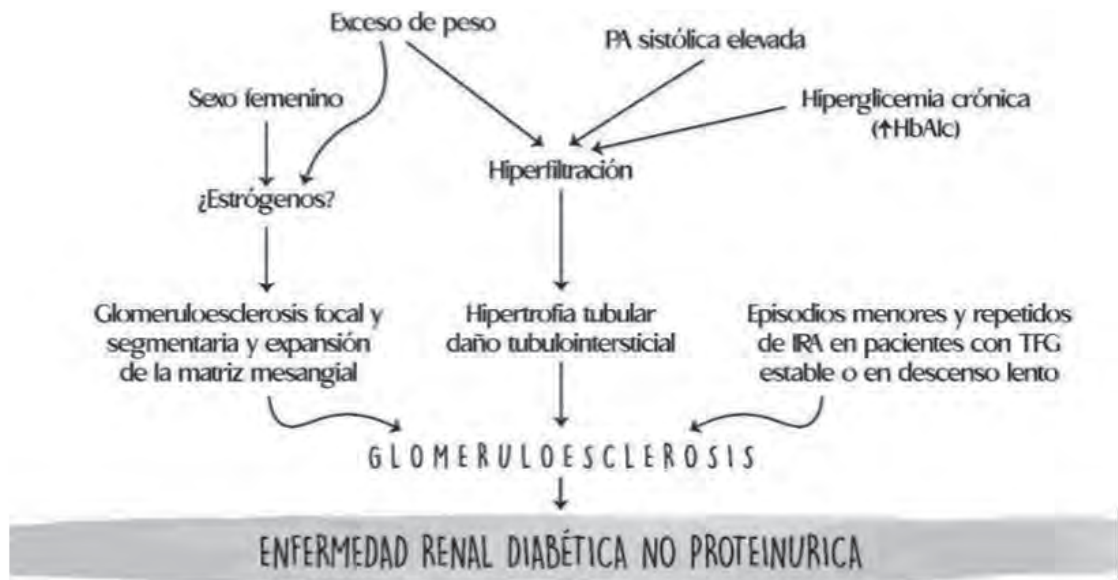 Exceso de peso
PA sistólica elevada
Sexo femenino
Hiperglicemia crónica
(↑HbA1c)
Hiperfiltración
¿Estrógenos?
Glomeruloesclerosis focal y
segmentaria y expansión
de la matriz mesangial
Hipertrofia tubular
daño tubulointersticial
Episodios menores y repetidos
de IRA en pacientes con TFG
estable o en descenso lento
GLOMERULOESCLEROSIS
ENFERMEDAD RENAL DIABÉTICA NO PROTEINURICA